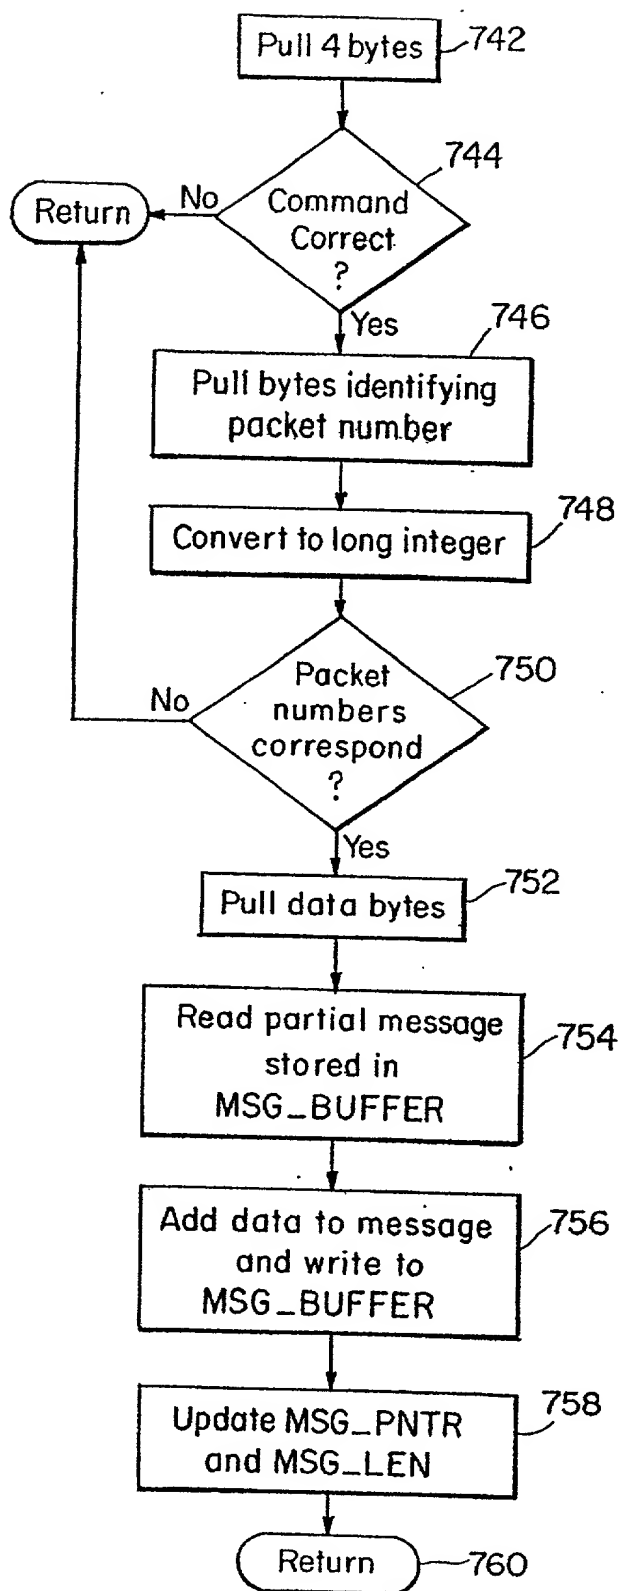 Pull 4 bytes
742
744
Command
Correct
?
No
Return
Yes
746
Pull bytes identifying
packet number
748
Convert to long integer
750
Packet
numbers
correspond
?
No
Yes
752
Pull data bytes
Read partial message
stored in
MSG_BUFFER
754
Add data to message
and write to
MSG_BUFFER
756
Update MSG_PNTR
and MSG_LEN
758
Return
760